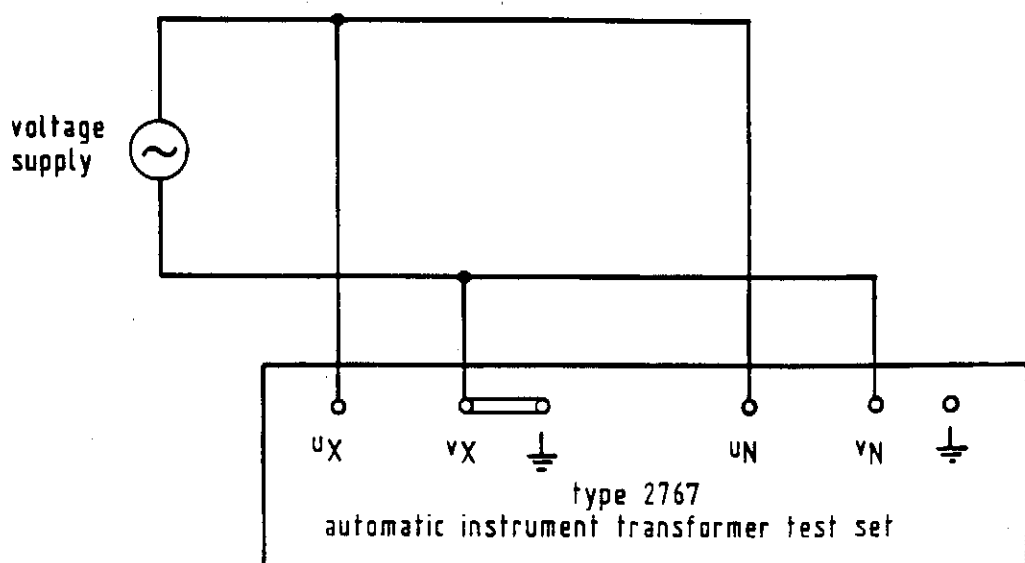 voltage
supply
uX vX uN vN
type 2767
automatic instrument transformer test set